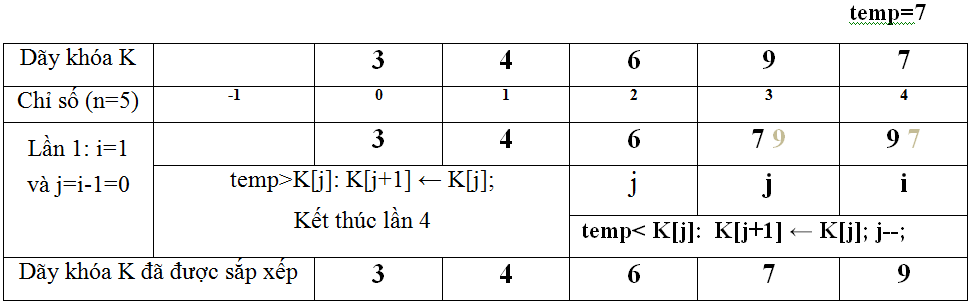 temp=7
Dãy khóa K 3 4 6 9 7
Chỉ số (n=5) -1 0 1 2 3 4
Lần 1: i=1
và j=i-1=0
3 4 6 7 9 9 7
temp>K[j]: K[j+1] ← K[j];
Kết thúc lần 4
j j i
temp< K[j]: K[j+1] ← K[j]; j--;
Dãy khóa K đã được sắp xếp 3 4 6 7 9